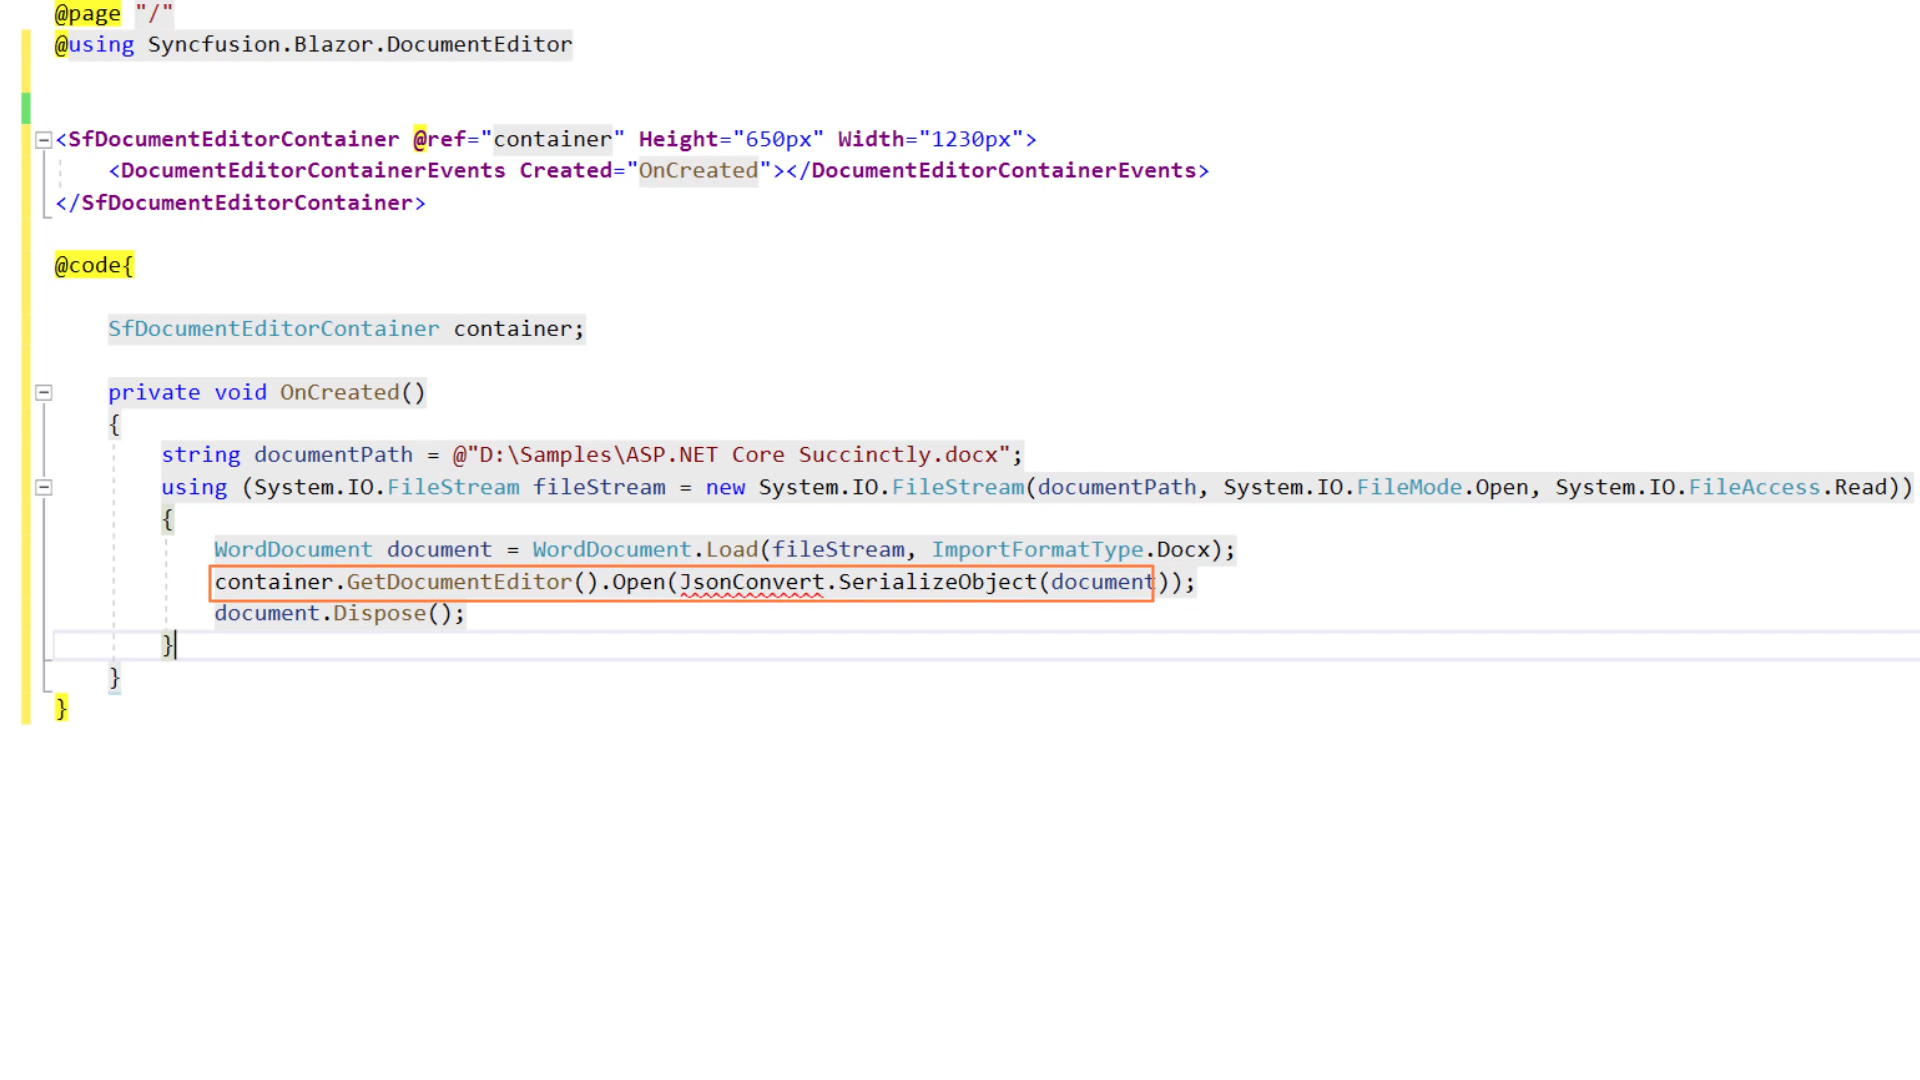 @page "/"
@using Syncfusion.Blazor.DocumentEditor
<SfDocumentEditorContainer @ref="container" Height="650px" Width="1230px">
<DocumentEditorContainerEvents Created="OnCreated"></DocumentEditorContainerEvents>
</SfDocumentEditorContainer>
@code{
SfDocumentEditorContainer container;
private void OnCreated()
{
string documentPath = @"D:\Samples\ASP.NET Core Succinctly.docx";
using (System.IO.FileStream fileStream = new System.IO.FileStream(documentPath, System.IO.FileMode.Open, System.IO.FileAccess.Read))
{
WordDocument document = WordDocument.Load(fileStream, ImportFormatType.Docx);
container.GetDocumentEditor().Open(JsonConvert.SerializeObject(document));
document.Dispose();
}
}
}